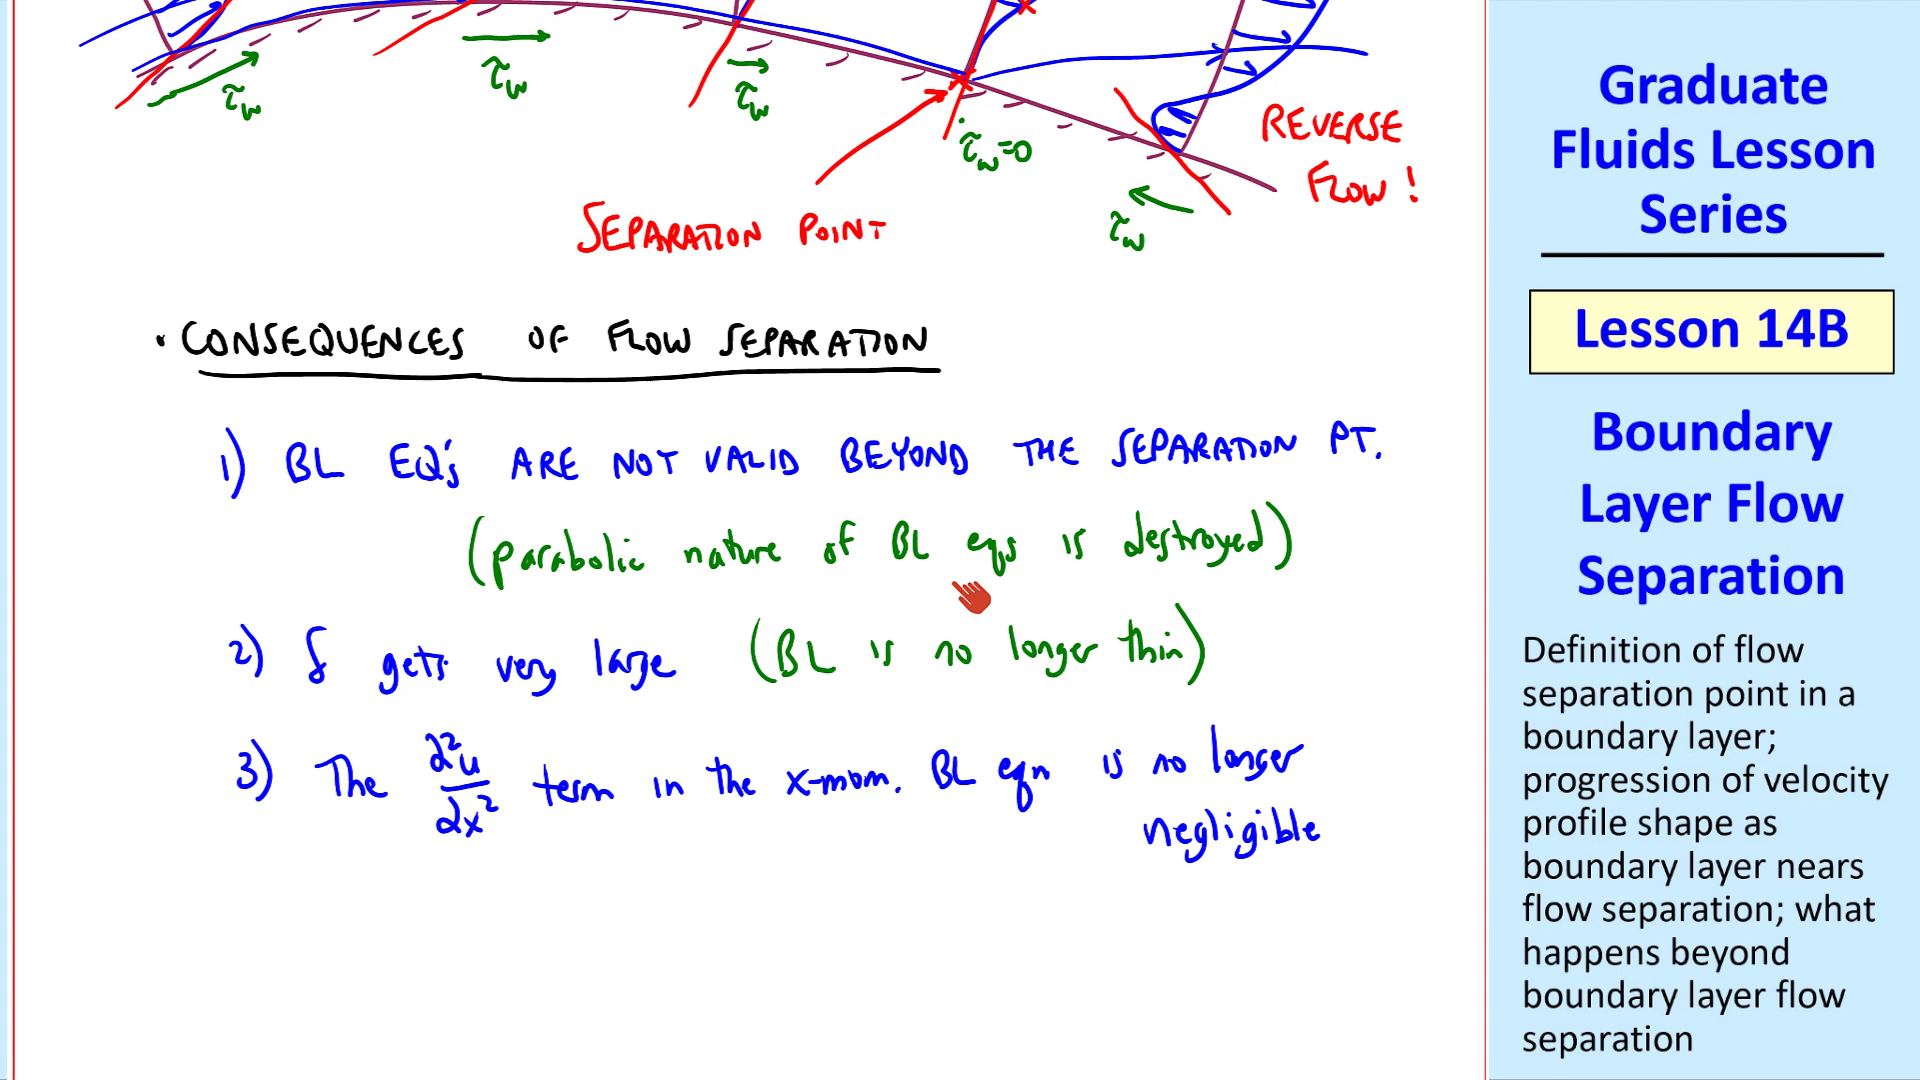 τw
τw
τw
τw=0
REVERSE
FLOW!
τw
SEPARATION POINT
• CONSEQUENCES OF FLOW SEPARATION
1) BL EQ's ARE NOT VALID BEYOND THE SEPARATION PT.
(parabolic nature of BL eqs is destroyed)
2) δ gets very large (BL is no longer thin)
3) The ∂²u/∂x² term in the x-mom. BL eqn is no longer
negligible
Graduate
Fluids Lesson
Series
Lesson 14B
Boundary
Layer Flow
Separation
Definition of flow
separation point in a
boundary layer;
progression of velocity
profile shape as
boundary layer nears
flow separation; what
happens beyond
boundary layer flow
separation